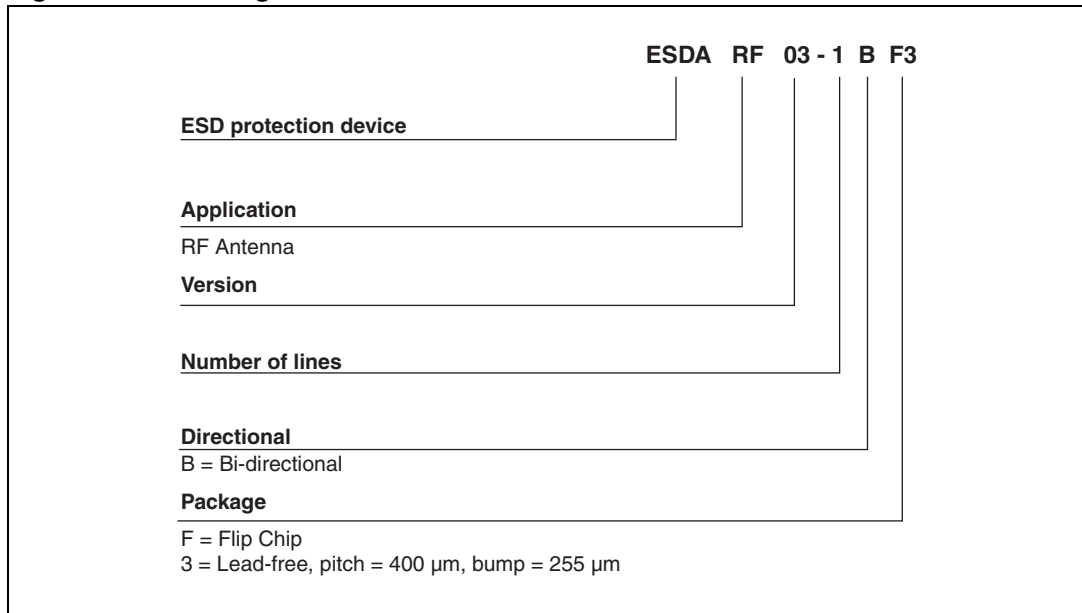 ESDA RF 03 - 1 B F3
ESD protection device
Application
RF Antenna
Version
Number of lines
Directional
B = Bi-directional
Package
F = Flip Chip
3 = Lead-free, pitch = 400 µm, bump = 255 µm